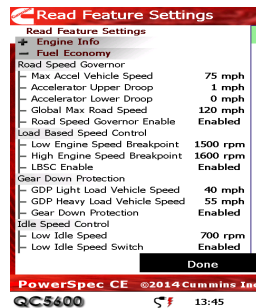 Read Feature Settings
Read Feature Settings
+ Engine Info
- Fuel Economy
Road Speed Governor
Max Accel Vehicle Speed 75 mph
Accelerator Upper Droop 1 mph
Accelerator Lower Droop 0 mph
Global Max Road Speed 120 mph
Road Speed Governor Enable Enabled
Load Based Speed Control
Low Engine Speed Breakpoint 1500 rpm
High Engine Speed Breakpoint 1600 rpm
LBSC Enable Enabled
Gear Down Protection
GDP Light Load Vehicle Speed 40 mph
GDP Heavy Load Vehicle Speed 55 mph
Gear Down Protection Enabled
Idle Speed Control
Low Idle Speed 700 rpm
Low Idle Speed Switch Enabled
Done
PowerSpec CE ©2014 Cummins Inc
QC5600 13:45